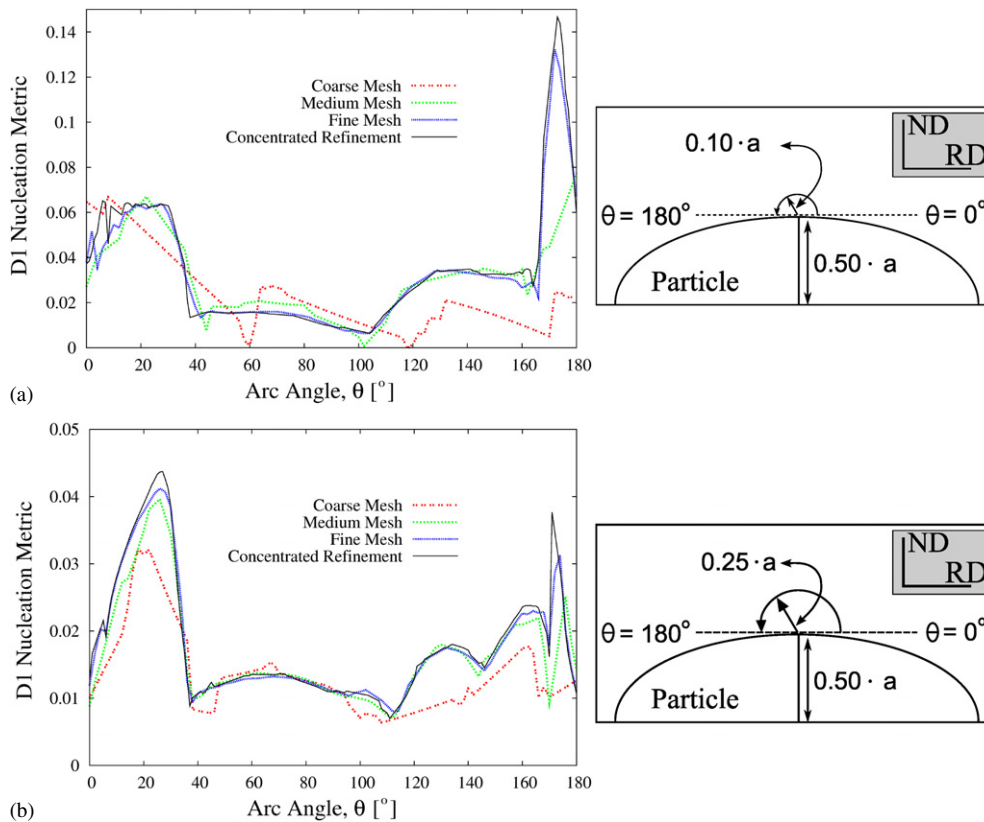 0.14
0.12
0.1
0.08
0.06
0.04
0.02
0
D1 Nucleation Metric
Coarse Mesh
Medium Mesh
Fine Mesh
Concentrated Refinement
0 20 40 60 80 100 120 140 160 180
Arc Angle, θ [°]
(a)
ND
RD
0.10 · a
θ = 180°
θ = 0°
0.50 · a
Particle
0.05
0.04
0.03
0.02
0.01
0
D1 Nucleation Metric
Coarse Mesh
Medium Mesh
Fine Mesh
Concentrated Refinement
0 20 40 60 80 100 120 140 160 180
Arc Angle, θ [°]
(b)
ND
RD
0.25 · a
θ = 180°
θ = 0°
0.50 · a
Particle